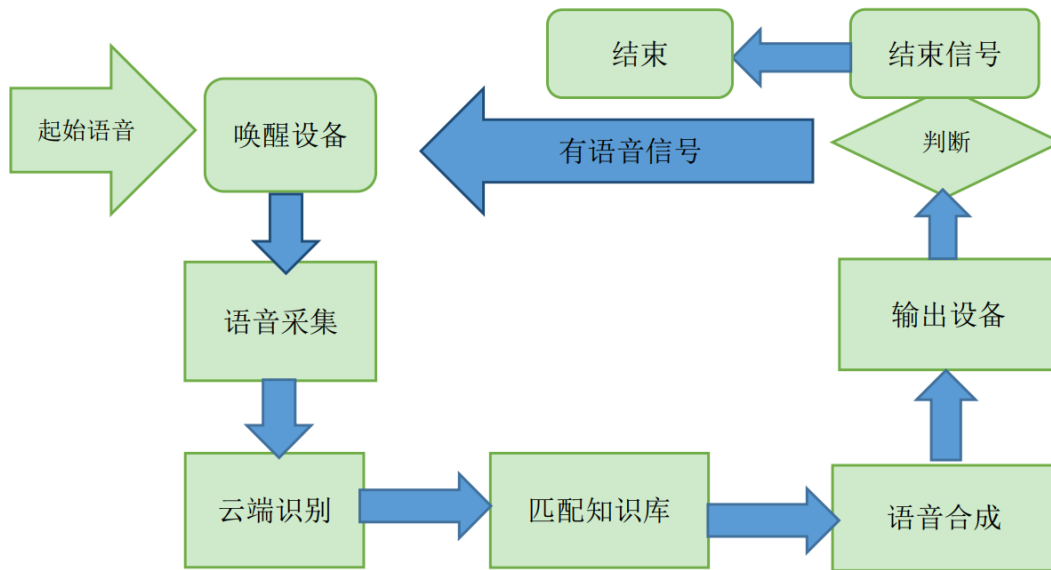 起始语音
唤醒设备
语音采集
云端识别
匹配知识库
语音合成
输出设备
判断
有语音信号
结束信号
结束